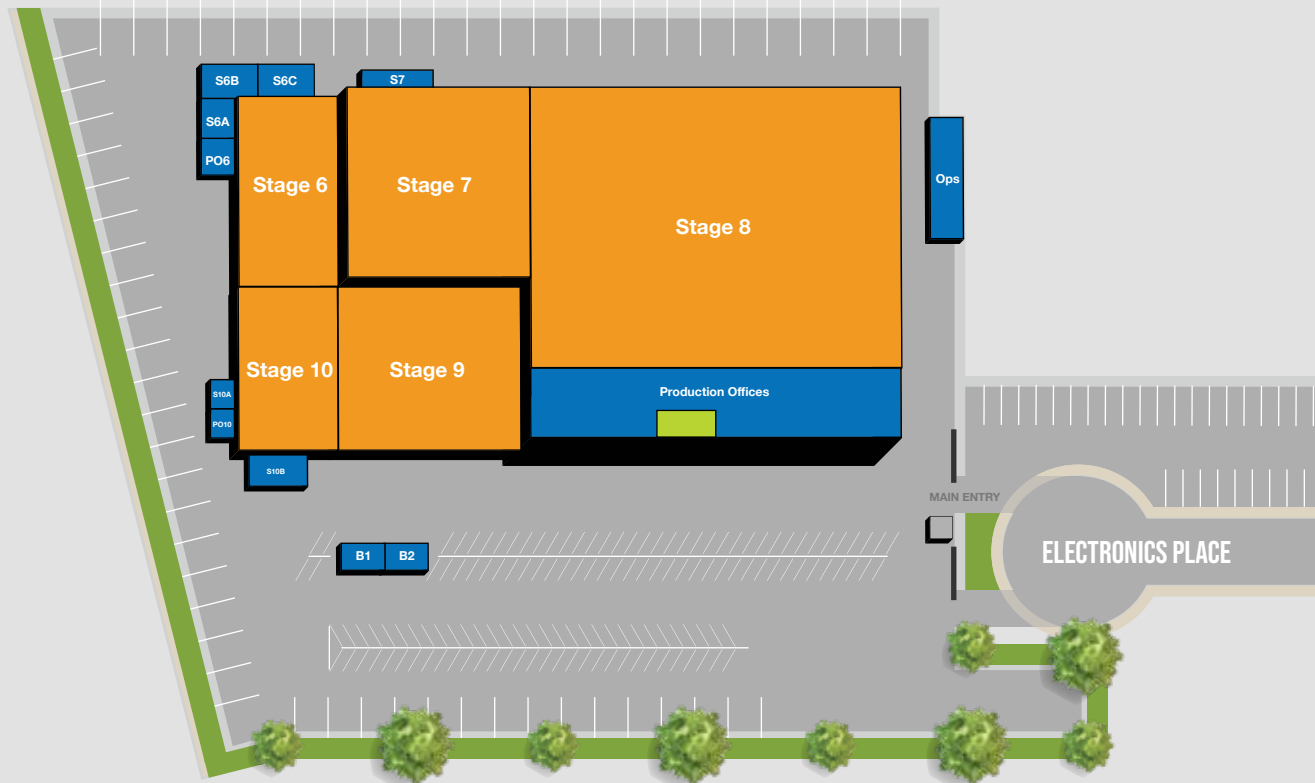 S6B
S6C
S7
S6A
PO6
Stage 6
Stage 7
Stage 8
Ops
Stage 10
Stage 9
Production Offices
S10A
PO10
S10B
MAIN ENTRY
B1
B2
ELECTRONICS PLACE